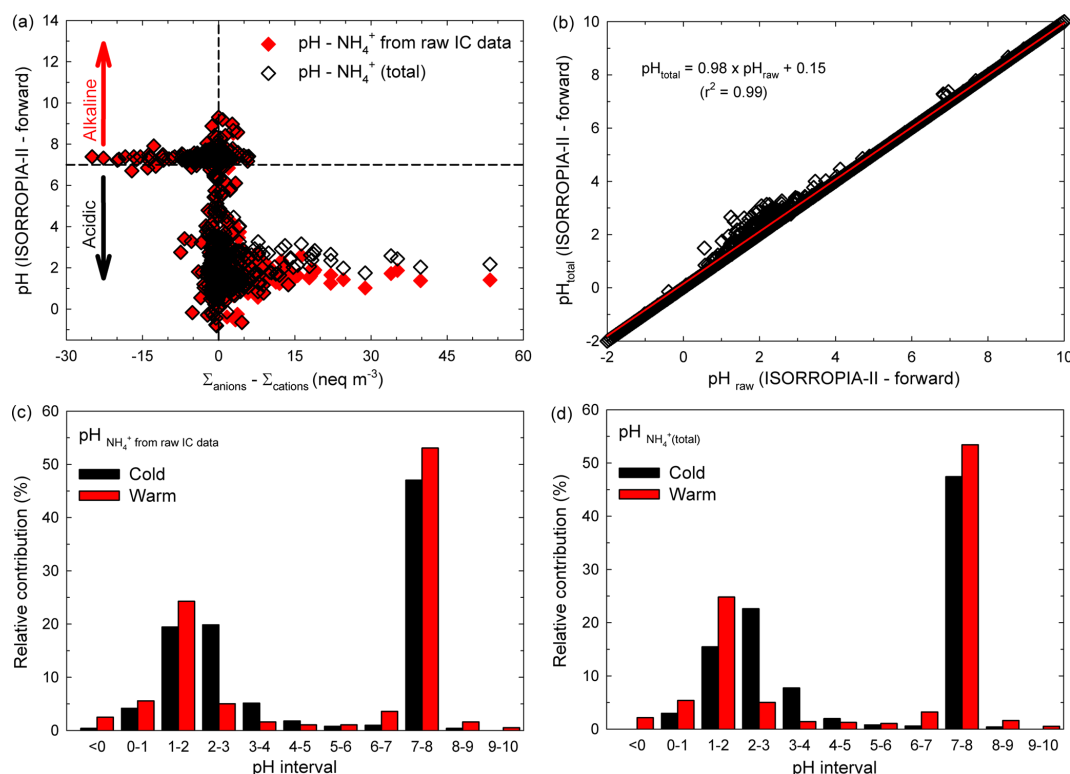 (a)
14
13
12
11
10
9
8
7
6
4
2
0
pH (ISORROPIA-II - forward)
Alkaline
Acidic
pH - NH₄⁺ from raw IC data
pH - NH₄⁺ (total)
-30 -15 0 15 30 45 60
Σanions - Σcations (neq m⁻³)
(b)
10
8
6
4
2
0
-2
pHtotal (ISORROPIA-II - forward)
pHtotal = 0.98 x pHraw + 0.15
(r² = 0.99)
-2 0 2 4 6 8 10
pH raw (ISORROPIA-II - forward)
(c)
60
50
40
30
20
10
0
Relative contribution (%)
pH NH₄⁺ from raw IC data
Cold
Warm
<0 0-1 1-2 2-3 3-4 4-5 5-6 6-7 7-8 8-9 9-10
pH interval
(d)
60
50
40
30
20
10
0
Relative contribution (%)
pH NH₄⁺(total)
Cold
Warm
<0 0-1 1-2 2-3 3-4 4-5 5-6 6-7 7-8 8-9 9-10
pH interval